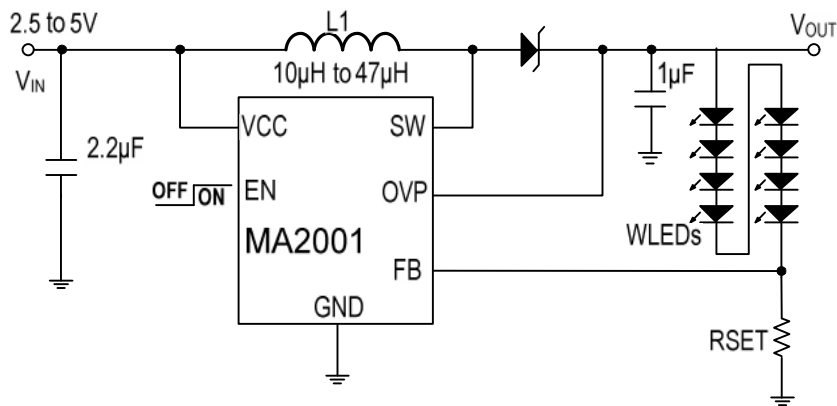 2.5 to 5V
L1
VOUT
VIN
10µH to 47µH
1µF
VCC
SW
2.2µF
OFF
ON
EN
OVP
WLEDs
MA2001
FB
GND
RSET